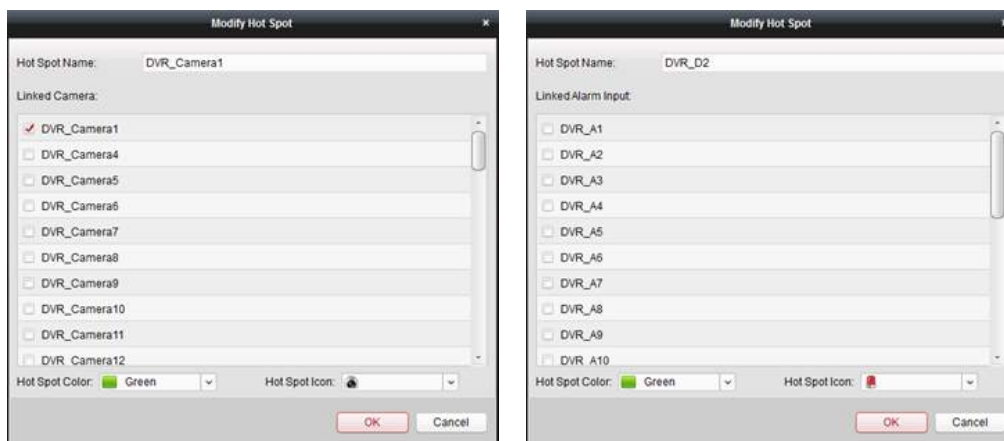 Modify Hot Spot
Hot Spot Name: DVR_Camera1
Linked Camera:
DVR_Camera1
DVR_Camera4
DVR_Camera5
DVR_Camera6
DVR_Camera7
DVR_Camera8
DVR_Camera9
DVR_Camera10
DVR_Camera11
DVR_Camera12
Hot Spot Color: Green Hot Spot Icon:
OK Cancel
Modify Hot Spot
Hot Spot Name: DVR_D2
Linked Alarm Input:
DVR_A1
DVR_A2
DVR_A3
DVR_A4
DVR_A5
DVR_A6
DVR_A7
DVR_A8
DVR_A9
DVR_A10
Hot Spot Color: Green Hot Spot Icon:
OK Cancel